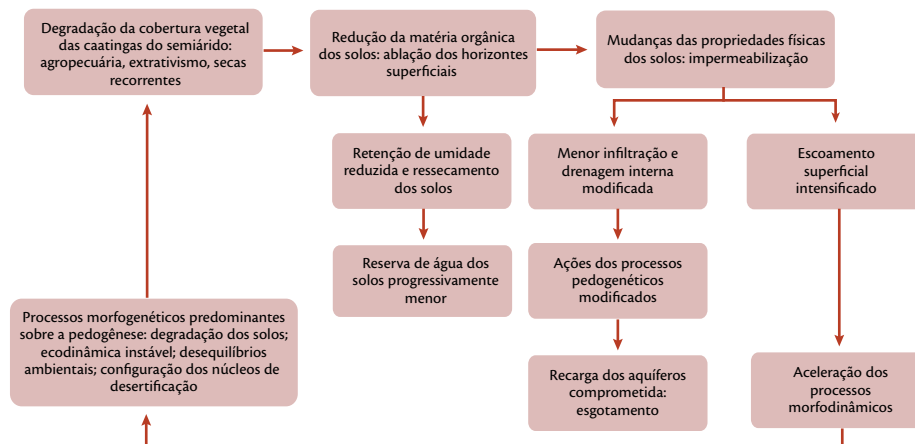 Degradação da cobertura vegetal
das caatingas do semiárido:
agropecuária, extrativismo, secas
recorrentes
Redução da matéria orgânica
dos solos: ablação dos horizontes
superficiais
Mudanças das propriedades físicas
dos solos: impermeabilização
Retenção de umidade
reduzida e ressecamento
dos solos
Menor infiltração e
drenagem interna
modificada
Escoamento
superficial
intensificado
Reserva de água dos
solos progressivamente
menor
Ações dos processos
pedogenéticos
modificados
Processos morfogenéticos predominantes
sobre a pedogênese: degradação dos solos;
ecodinâmica instável; desequilíbrios
ambientais; configuração dos núcleos de
desertificação
Recarga dos aquíferos
comprometida:
esgotamento
Aceleração dos
processos
morfodinâmicos